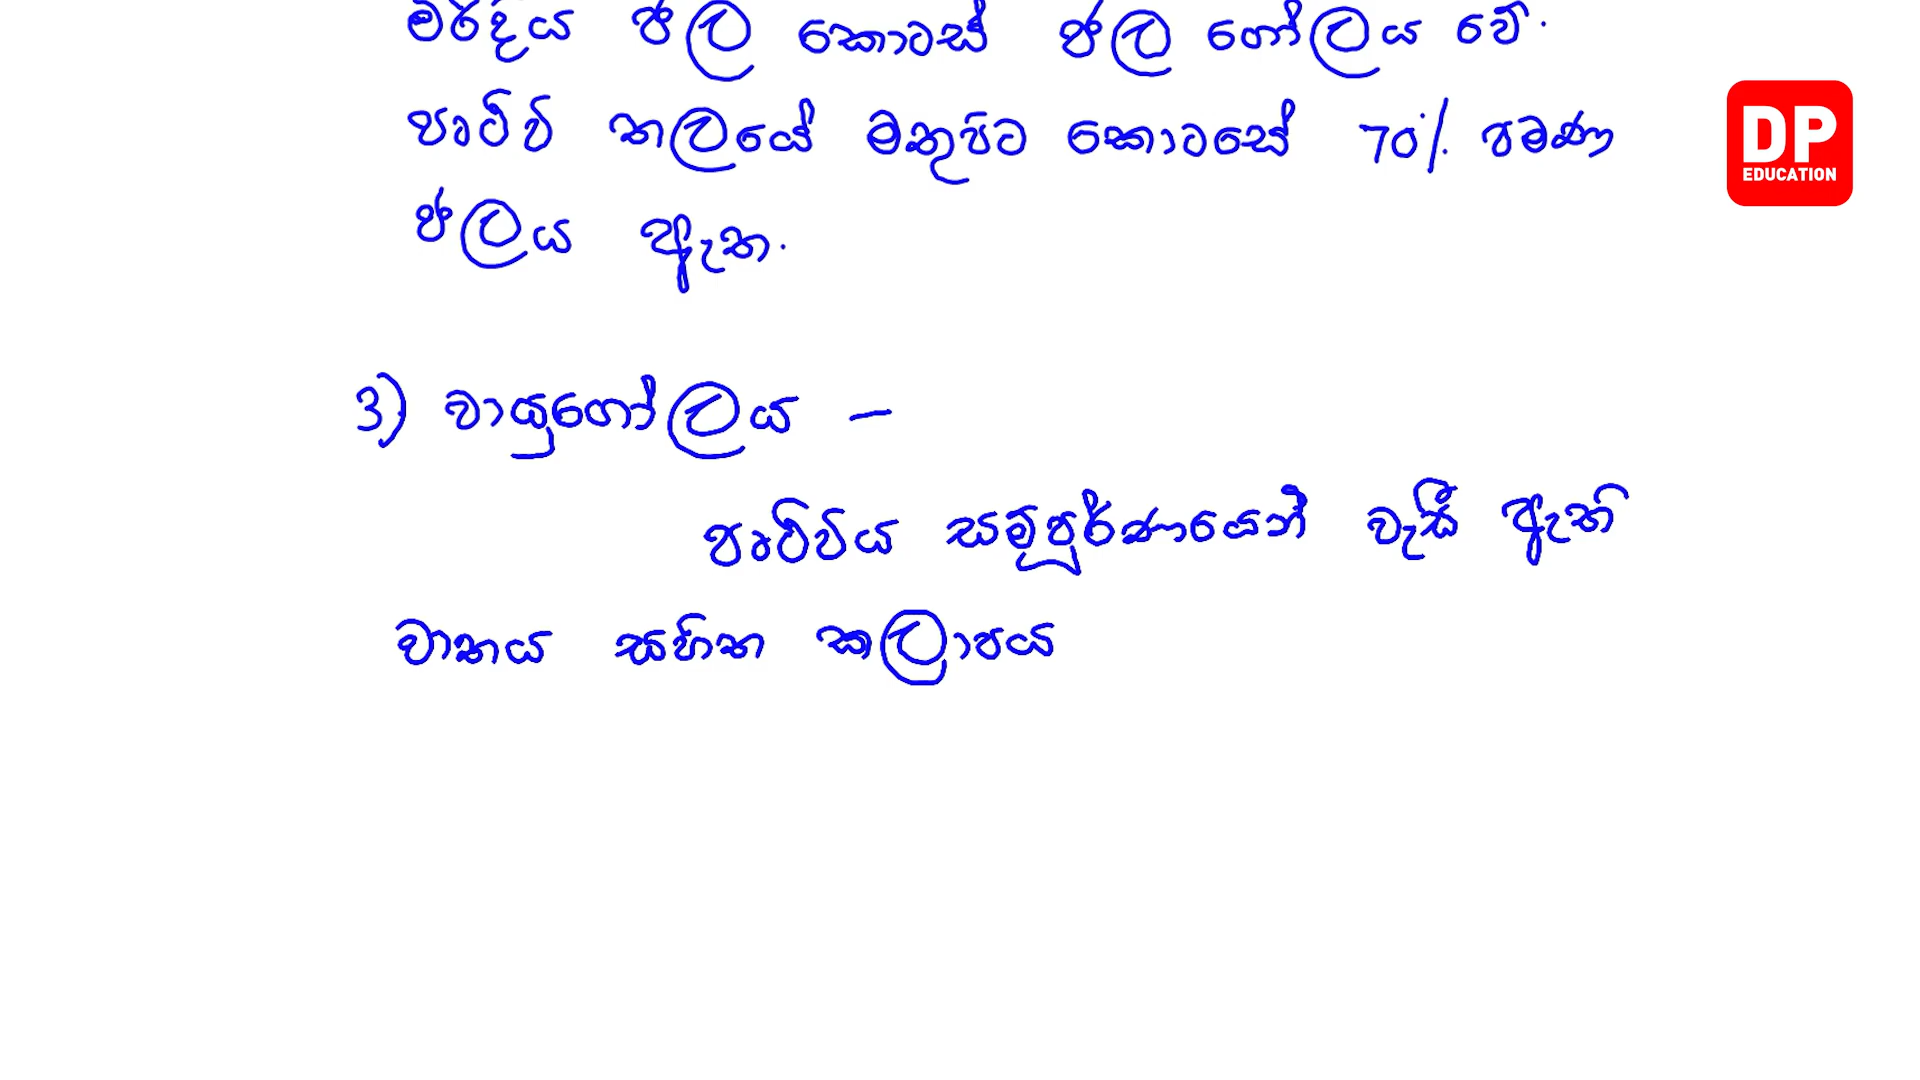 මිරිදිය ජල කොටස් ජල ගෝලය වේ.
පෘථිවි තලයේ මතුපිට කොටසේ 70% පමණ
ජලය ඇත.
3) වායුගෝලය –
පෘථිවිය සම්පූර්ණයෙන් වැසී ඇති
වාතය සහිත කලාපය
DP
EDUCATION